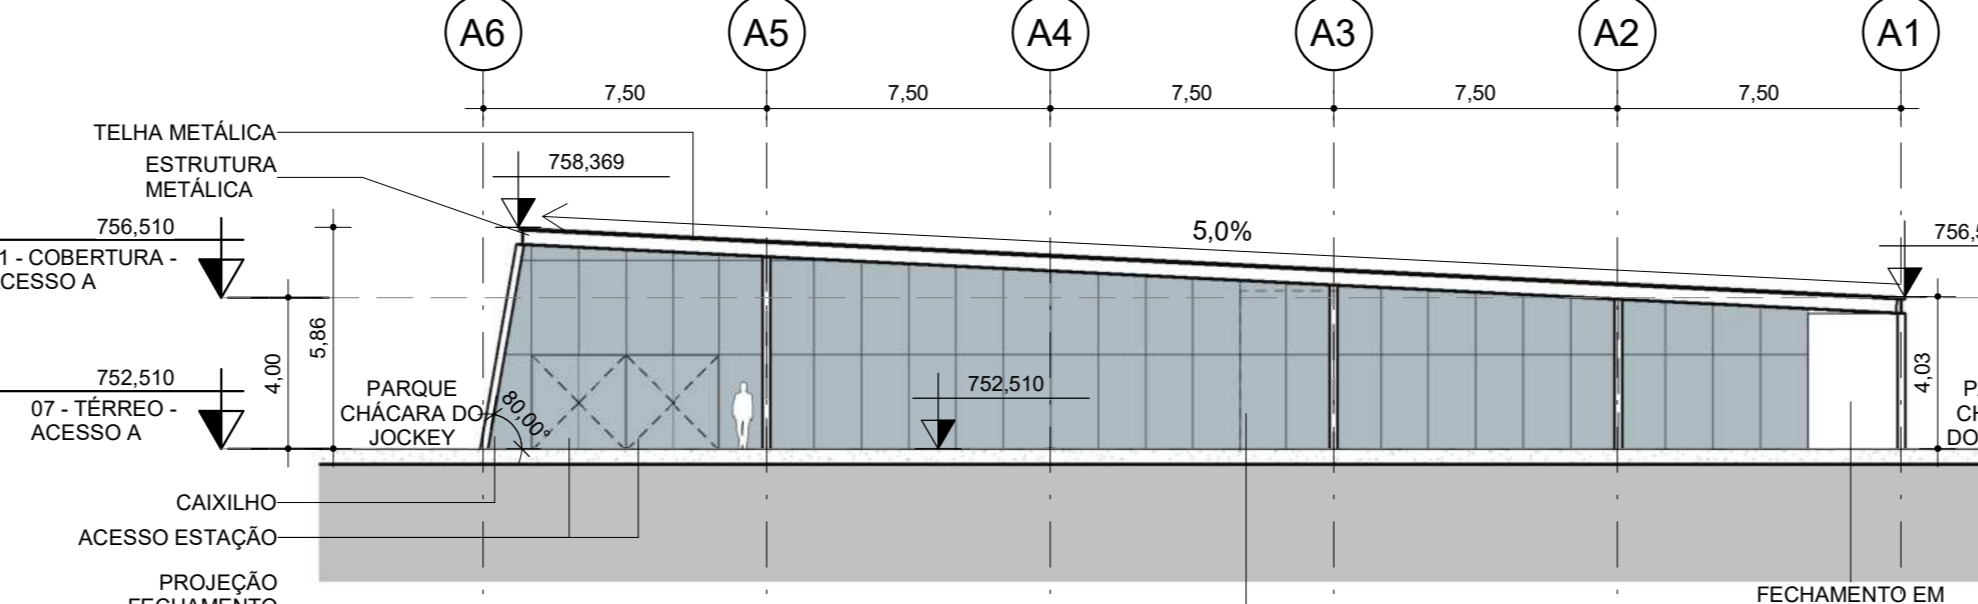 A6 A5 A4 A3 A2 A1
7,50 7,50 7,50 7,50 7,50
TELHA METÁLICA
ESTRUTURA
METÁLICA
758,369
756,510
5,0%
1 - COBERTURA -
A
5,86
4,00
752,510
07 - TÉRREO -
ACESSO A
PARQUE
CHÁCARA DO
JOCKEY
80,00°
752,510
4,03
CAIXILHO
ACESSO ESTAÇÃO
PROJEÇÃO
FECHAMENTO
FECHAMENTO EM